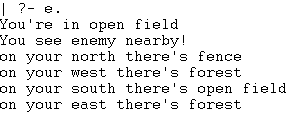 | ?- e.
You're in open field
You see enemy nearby!
on your north there's fence
on your west there's forest
on your south there's open field
on your east there's forest